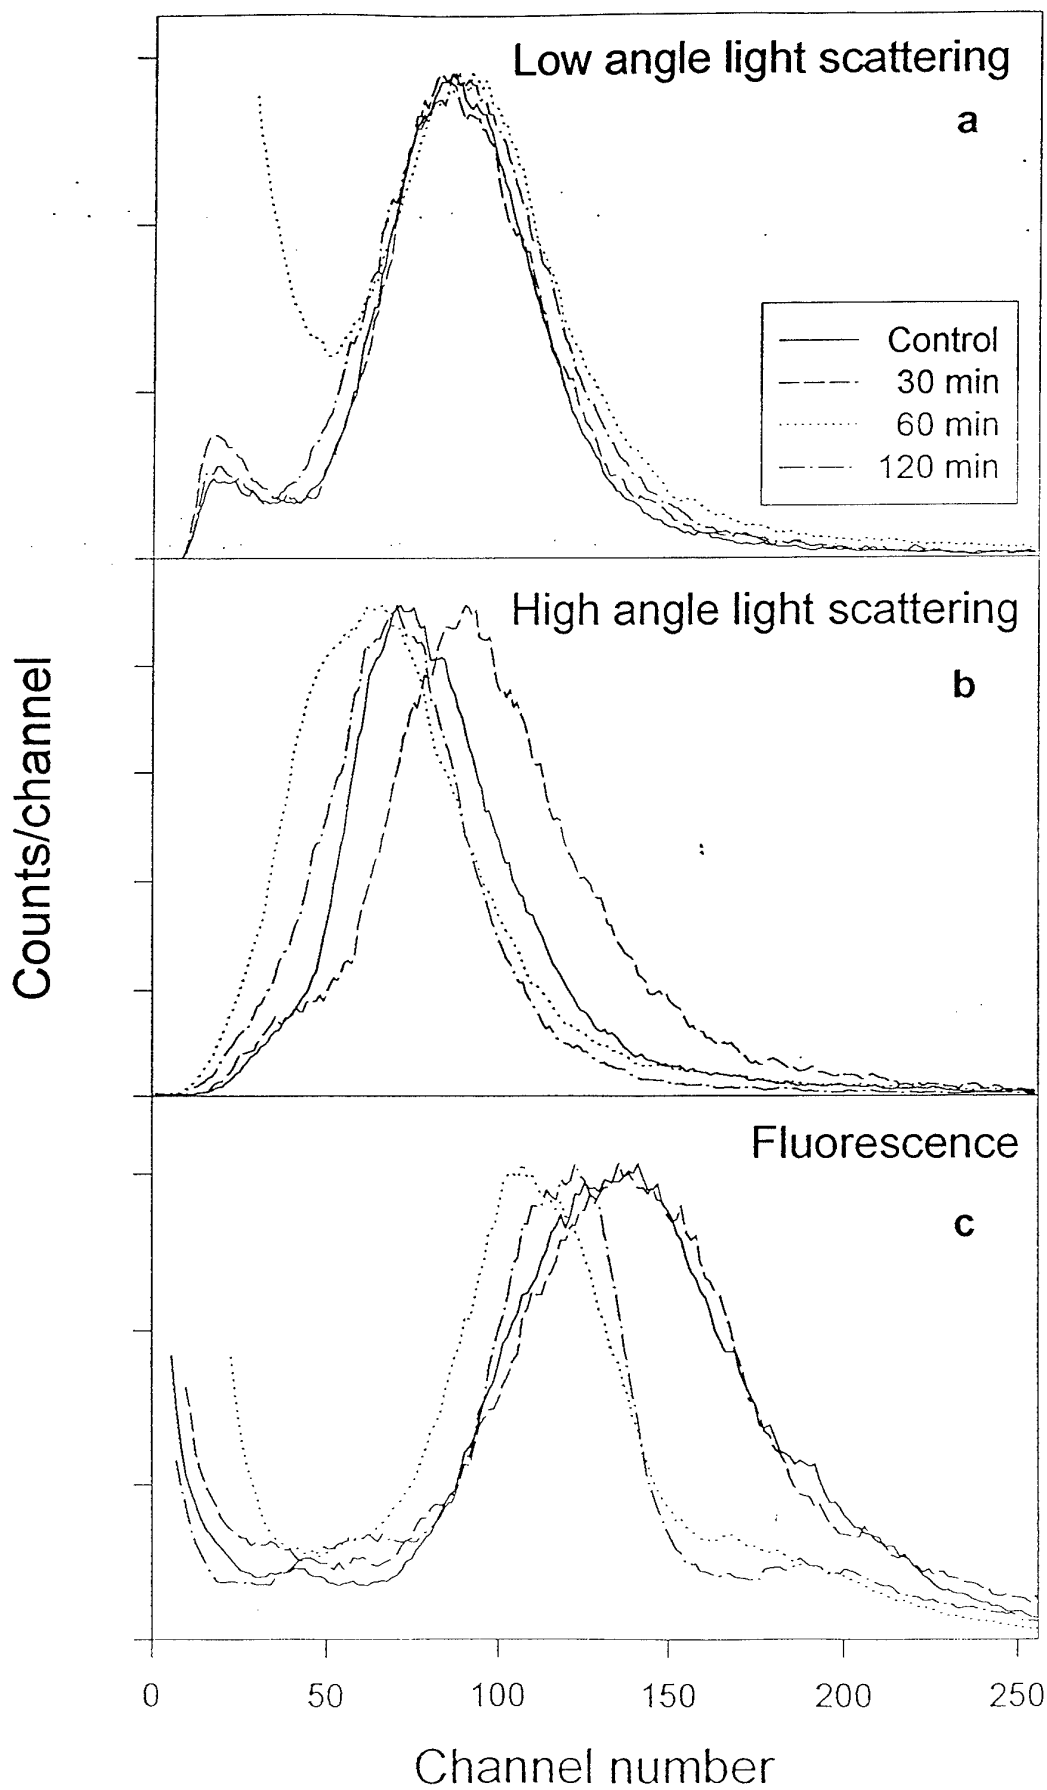 Low angle light scattering
a
Control
30 min
60 min
120 min
High angle light scattering
b
Counts/channel
Fluorescence
c
0 50 100 150 200 250
Channel number